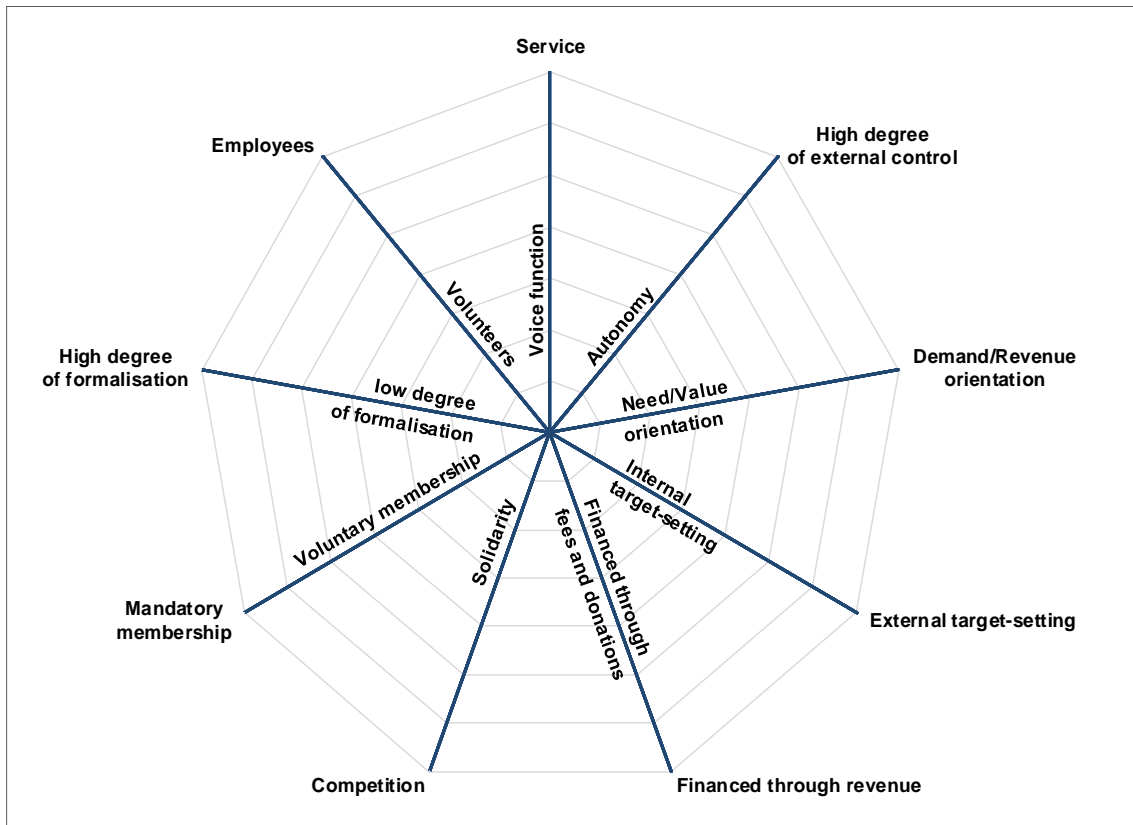 Service
Employees
High degree
of external control
Voice function
Volunteers
Autonomy
High degree
of formalisation
low degree
of formalisation
Need/Value
orientation
Demand/Revenue
orientation
Voluntary membership
Internal
target-setting
Solidarity
Financed through
fees and donations
Mandatory
membership
External target-setting
Competition
Financed through revenue